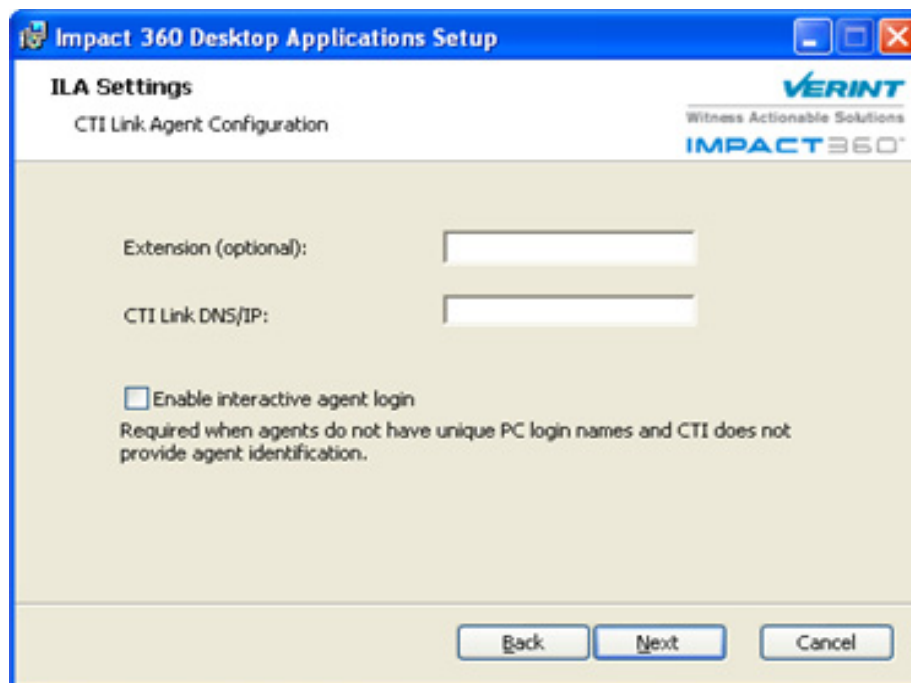 Impact 360 Desktop Applications Setup
ILA Settings
CTI Link Agent Configuration
VERINT
Witness Actionable Solutions
IMPACT360™
Extension (optional):
CTI Link DNS/IP:
Enable interactive agent login
Required when agents do not have unique PC login names and CTI does not
provide agent identification.
Back
Next
Cancel